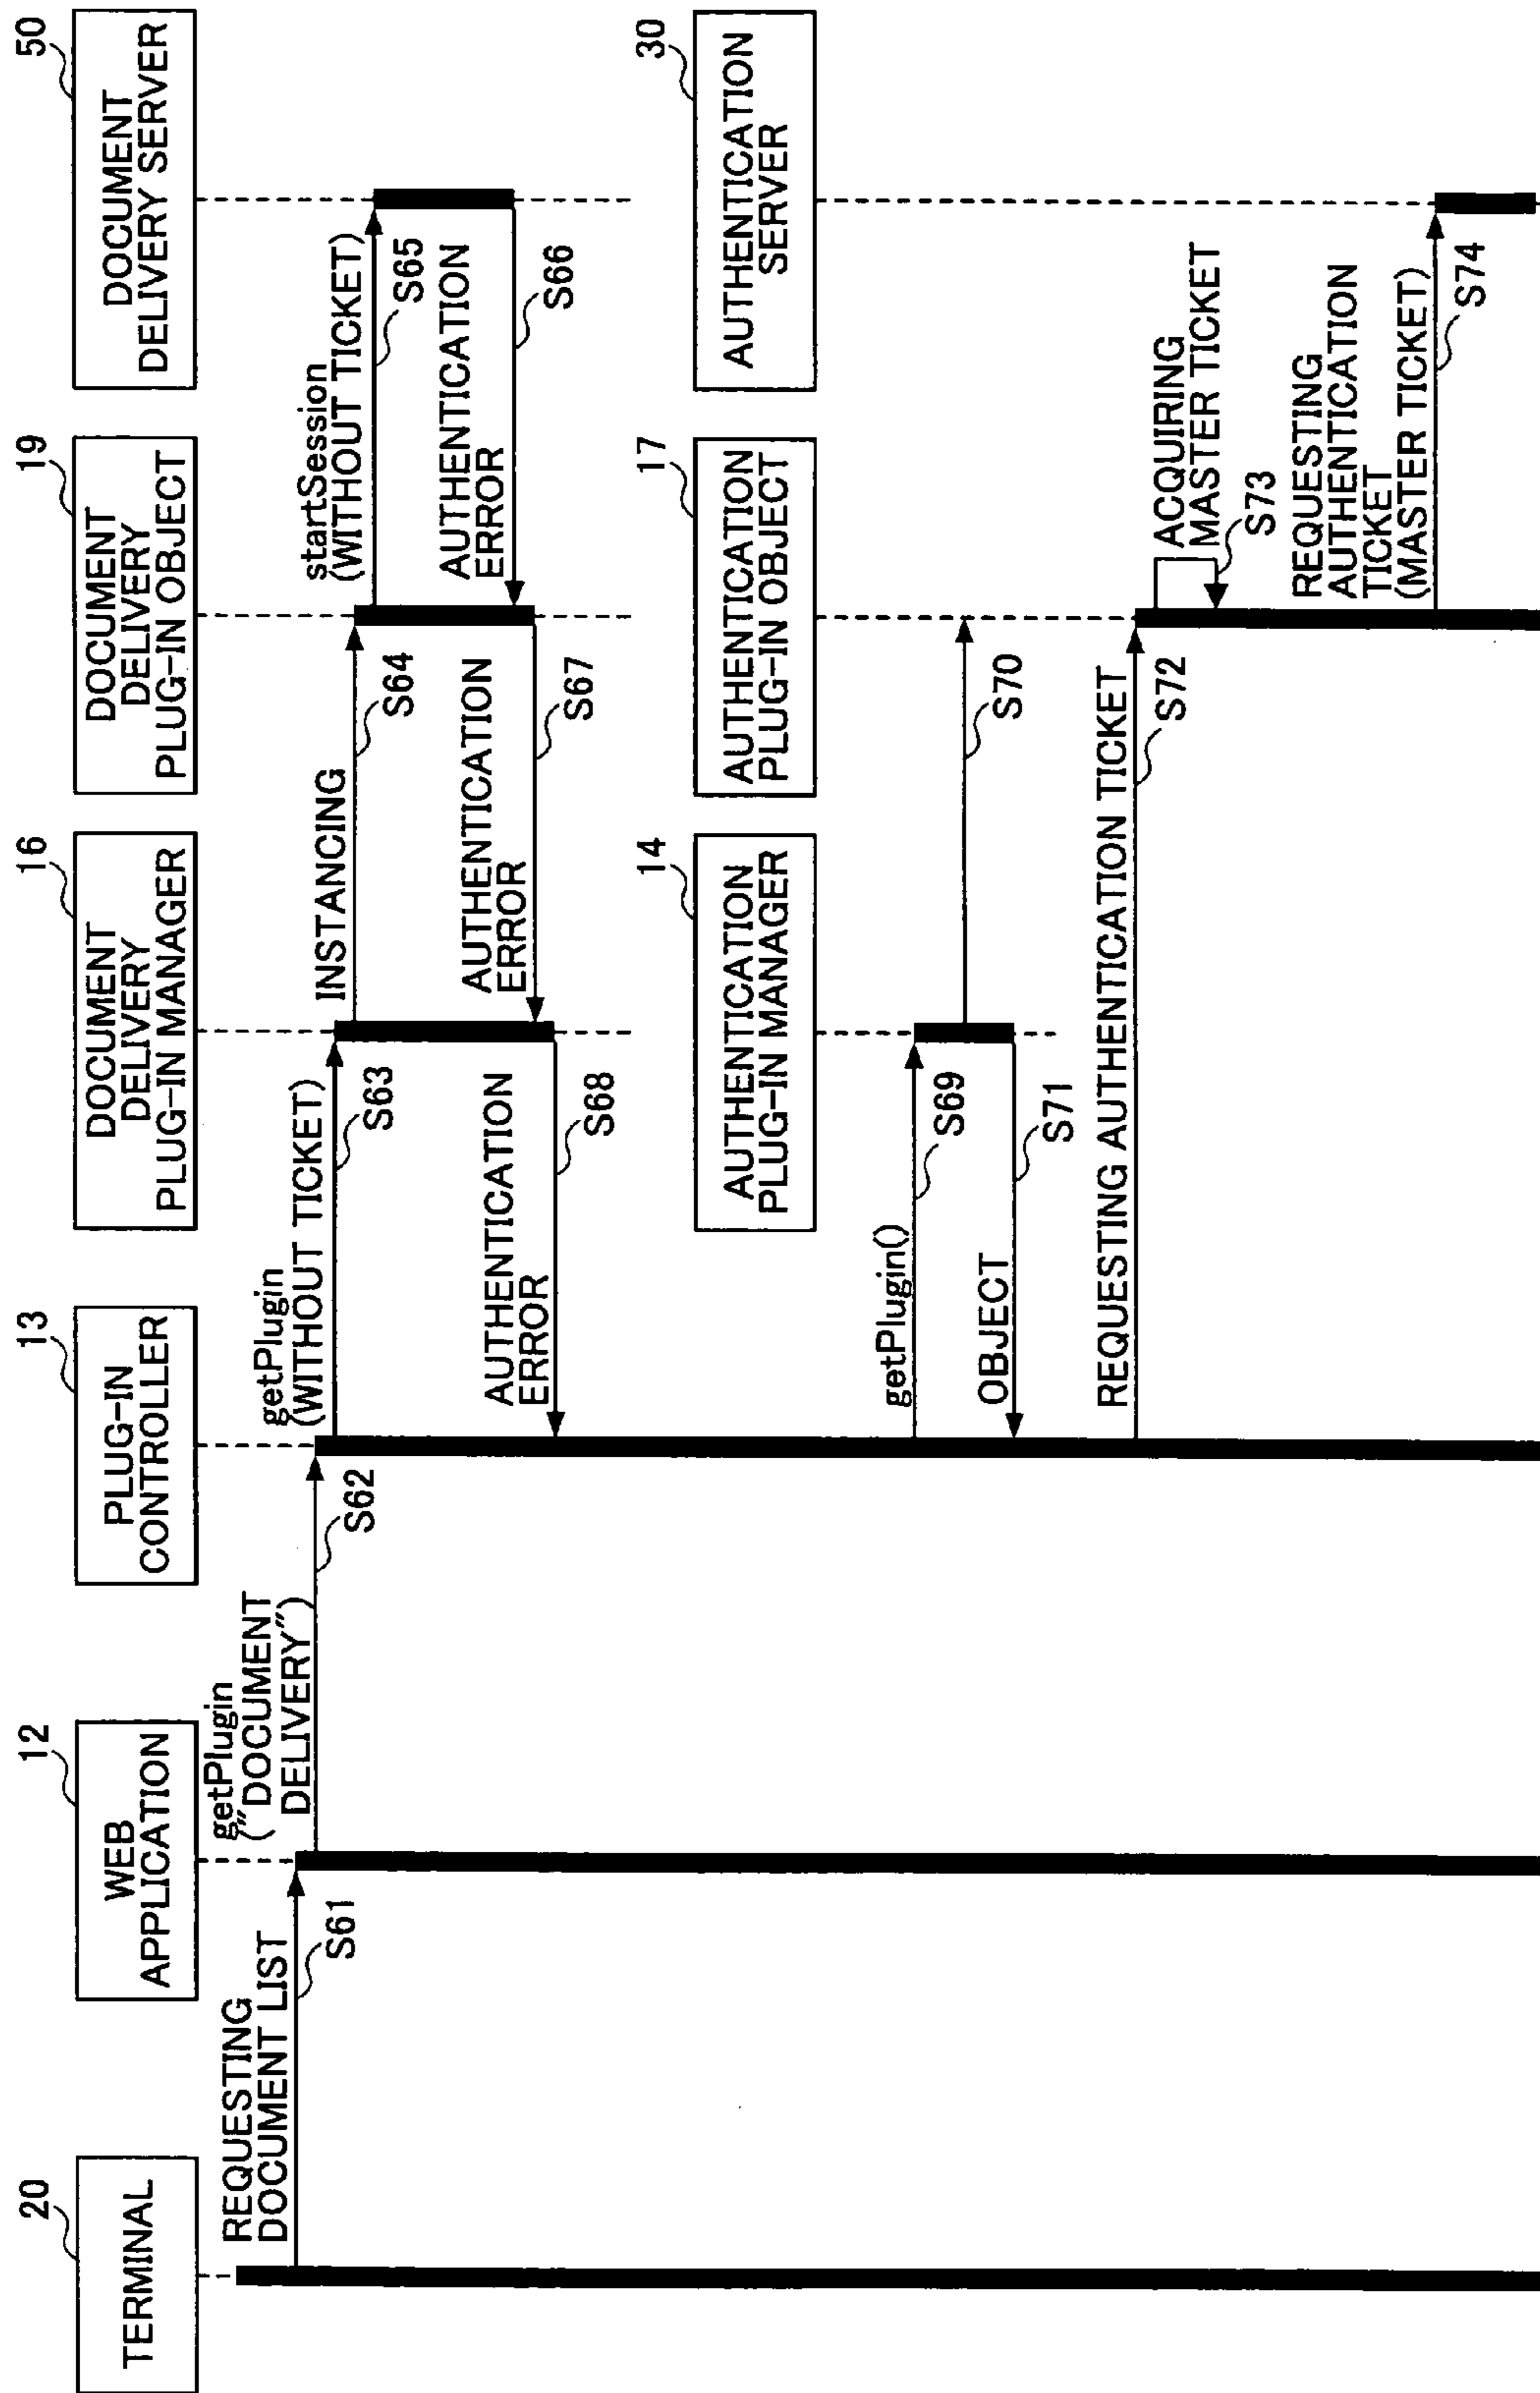 20
TERMINAL
12
WEB
APPLICATION
13
PLUG-IN
CONTROLLER
16
DOCUMENT
DELIVERY
PLUG-IN MANAGER
19
DOCUMENT
DELIVERY
PLUG-IN OBJECT
50
DOCUMENT
DELIVERY SERVER
REQUESTING
DOCUMENT LIST
S61
getPlugin
("DOCUMENT
DELIVERY")
S62
getPlugin
(WITHOUT TICKET)
S63
INSTANCING
S64
startSession
(WITHOUT TICKET)
S65
AUTHENTICATION
ERROR
S66
AUTHENTICATION
ERROR
S67
AUTHENTICATION
ERROR
S68
14
AUTHENTICATION
PLUG-IN MANAGER
17
AUTHENTICATION
PLUG-IN OBJECT
30
AUTHENTICATION
SERVER
getPlugin()
S69
S70
OBJECT
S71
REQUESTING AUTHENTICATION TICKET
S72
ACQUIRING
MASTER TICKET
S73
REQUESTING
AUTHENTICATION
TICKET
(MASTER TICKET)
S74